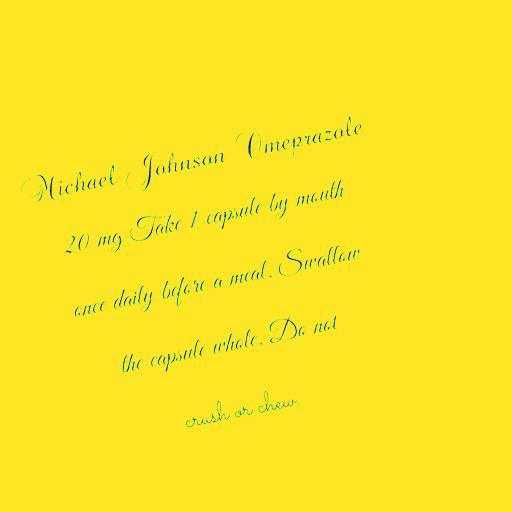 Michael Johnson Omeprazole
20 mg Take 1 capsule by mouth
once daily before a meal. Swallow
the capsule whole. Do not
crush or chew.